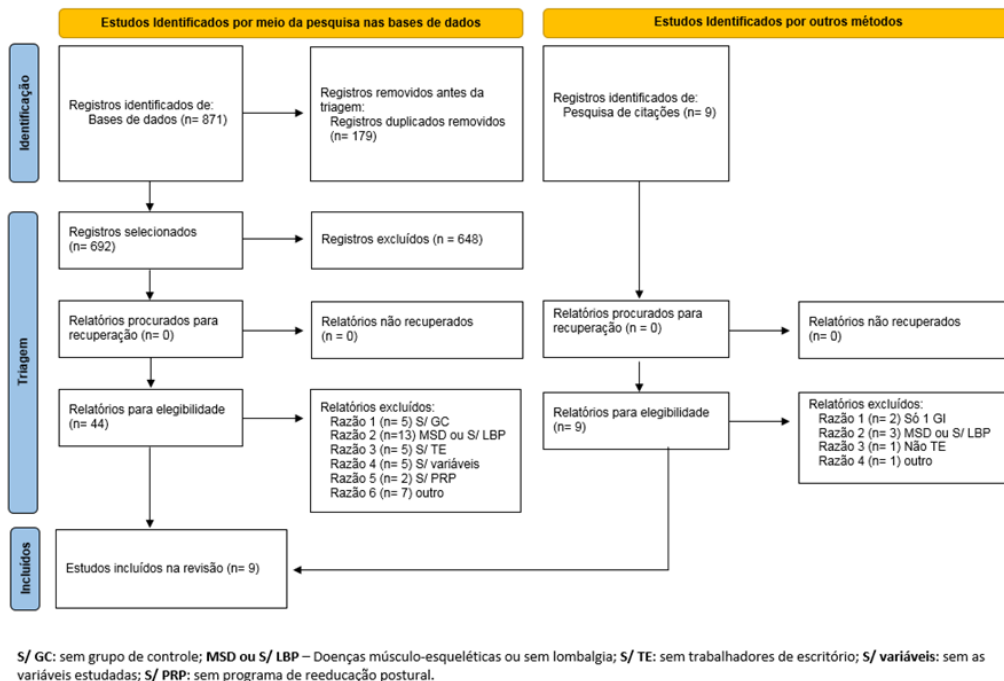 Estudos Identificados por meio da pesquisa nas bases de dados
Estudos Identificados por outros métodos
Identificação
Registros identificados de:
Bases de dados (n = 871)
Registros removidos antes da
triagem:
Registros duplicados removidos
(n= 179)
Registros identificados de:
Pesquisa de citações (n= 9)
Triagem
Registros selecionados
(n= 692)
Registros excluídos (n = 648)
Relatórios procurados para
recuperação (n= 0)
Relatórios não recuperados
(n = 0)
Relatórios procurados para
recuperação (n = 0)
Relatórios não recuperados
(n= 0)
Relatórios para elegibilidade
(n= 44)
Relatórios excluídos:
Razão 1 (n= 5) S/ GC
Razão 2 (n=13) MSD ou S/ LBP
Razão 3 (n= 5) S/ TE
Razão 4 (n= 5) S/ variáveis
Razão 5 (n= 2) S/ PRP
Razão 6 (n= 7) outro
Relatórios para elegibilidade
(n= 9)
Relatórios excluídos:
Razão 1 (n= 2) Só 1 GI
Razão 2 (n= 3) MSD ou S/ LBP
Razão 3 (n= 1) Não TE
Razão 4 (n= 1) outro
Incluídos
Estudos incluídos na revisão (n= 9)
S/ GC: sem grupo de controle; MSD ou S/ LBP – Doenças músculo-esqueléticas ou sem lombalgia; S/ TE: sem trabalhadores de escritório; S/ variáveis: sem as
variáveis estudadas; S/ PRP: sem programa de reeducação postural.